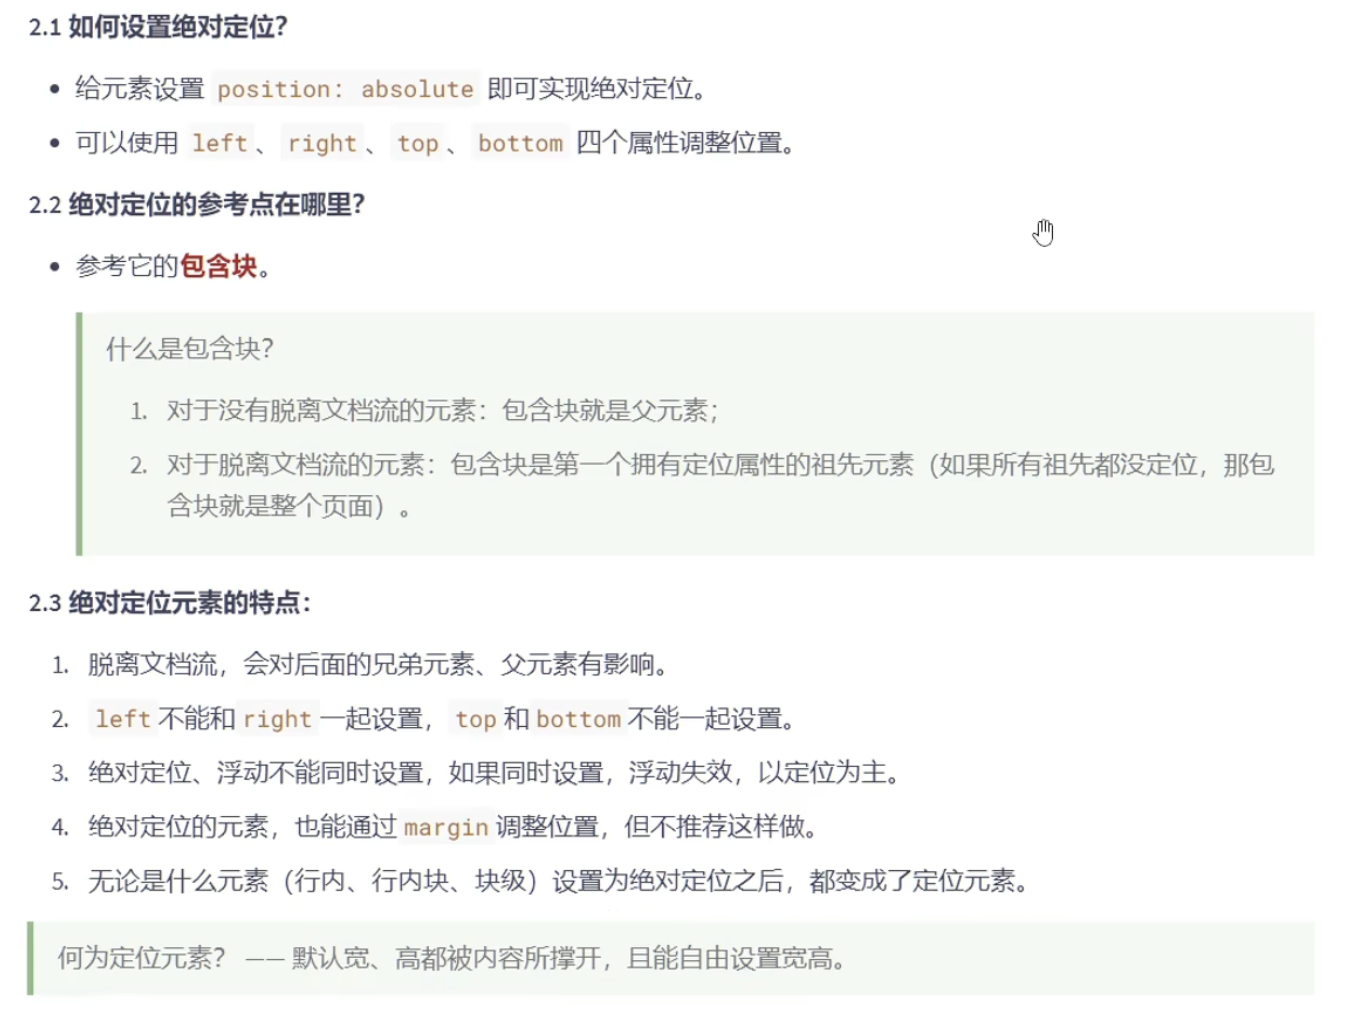 2.1 如何设置绝对定位?
• 给元素设置 position: absolute 即可实现绝对定位。
• 可以使用 left 、 right 、 top 、 bottom 四个属性调整位置。
2.2 绝对定位的参考点在哪里?
• 参考它的包含块。
什么是包含块?
1. 对于没有脱离文档流的元素：包含块就是父元素；
2. 对于脱离文档流的元素：包含块是第一个拥有定位属性的祖先元素（如果所有祖先都没定位，那包
含块就是整个页面）。
2.3 绝对定位元素的特点：
1. 脱离文档流，会对后面的兄弟元素、父元素有影响。
2. left 不能和 right 一起设置， top 和 bottom 不能一起设置。
3. 绝对定位、浮动不能同时设置，如果同时设置，浮动失效，以定位为主。
4. 绝对定位的元素，也能通过 margin 调整位置，但不推荐这样做。
5. 无论是什么元素（行内、行内块、块级）设置为绝对定位之后，都变成了定位元素。
何为定位元素? —— 默认宽、高都被内容所撑开，且能自由设置宽高。